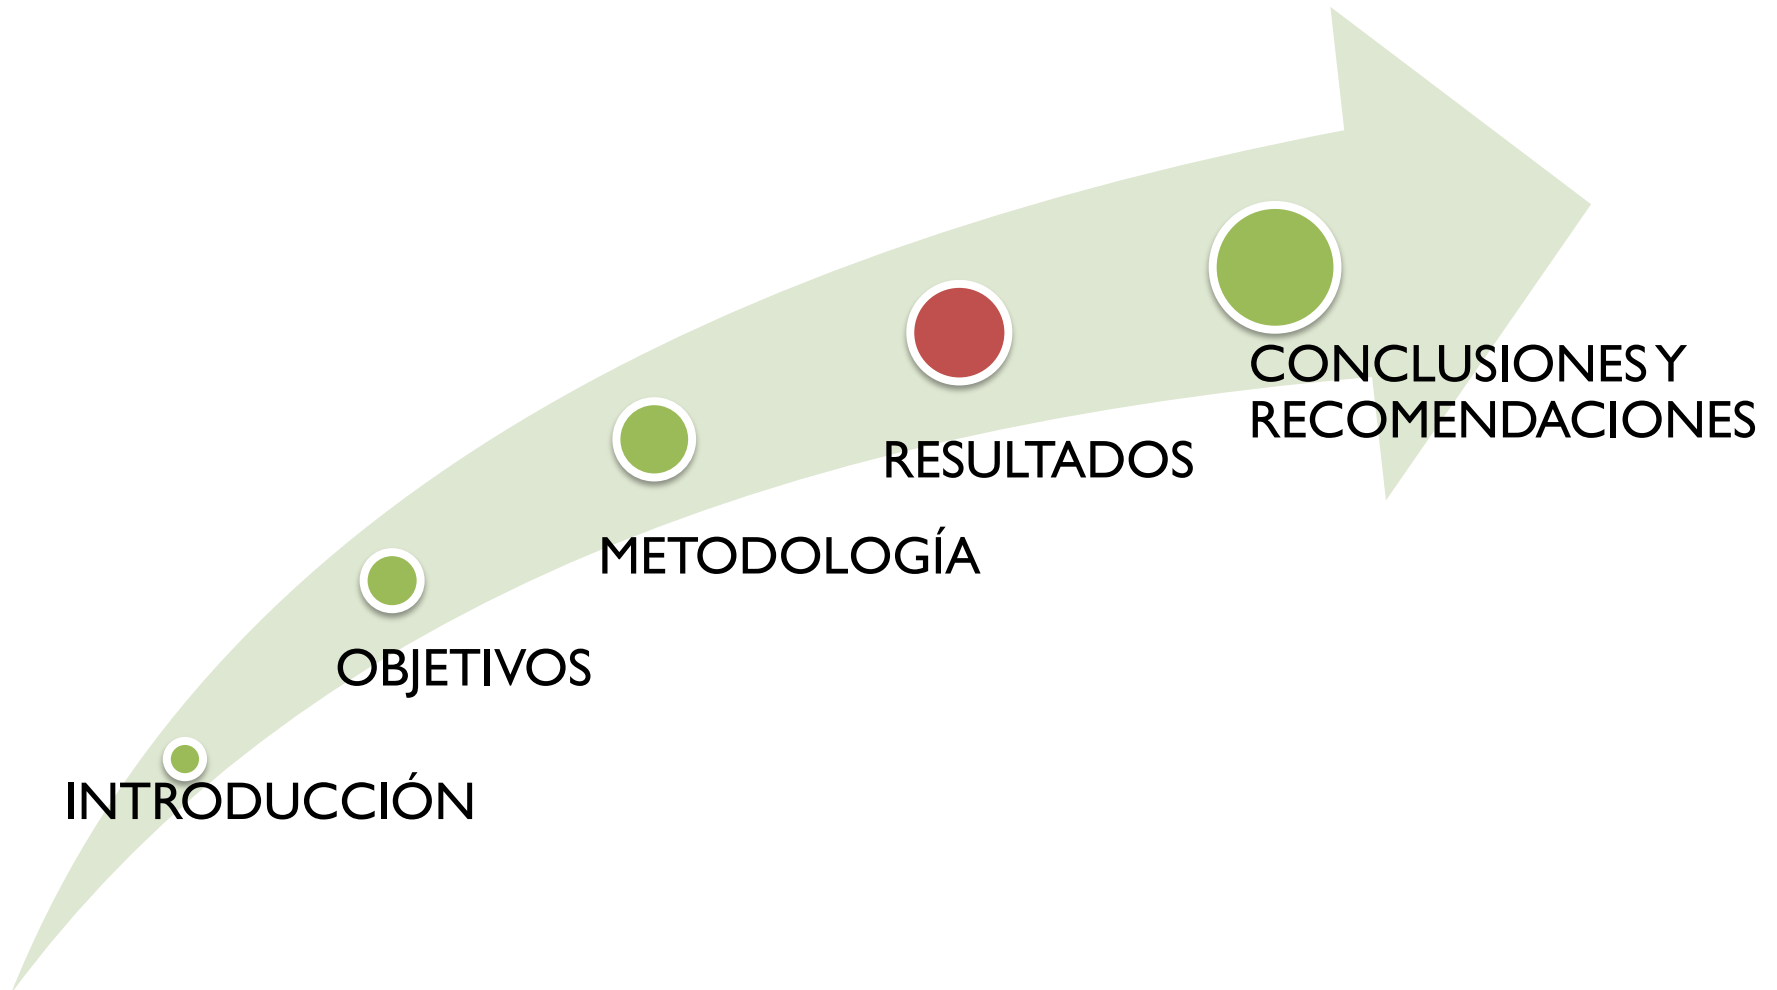 INTRODUCCIÓN
OBJETIVOS
METODOLOGÍA
RESULTADOS
CONCLUSIONES Y
RECOMENDACIONES